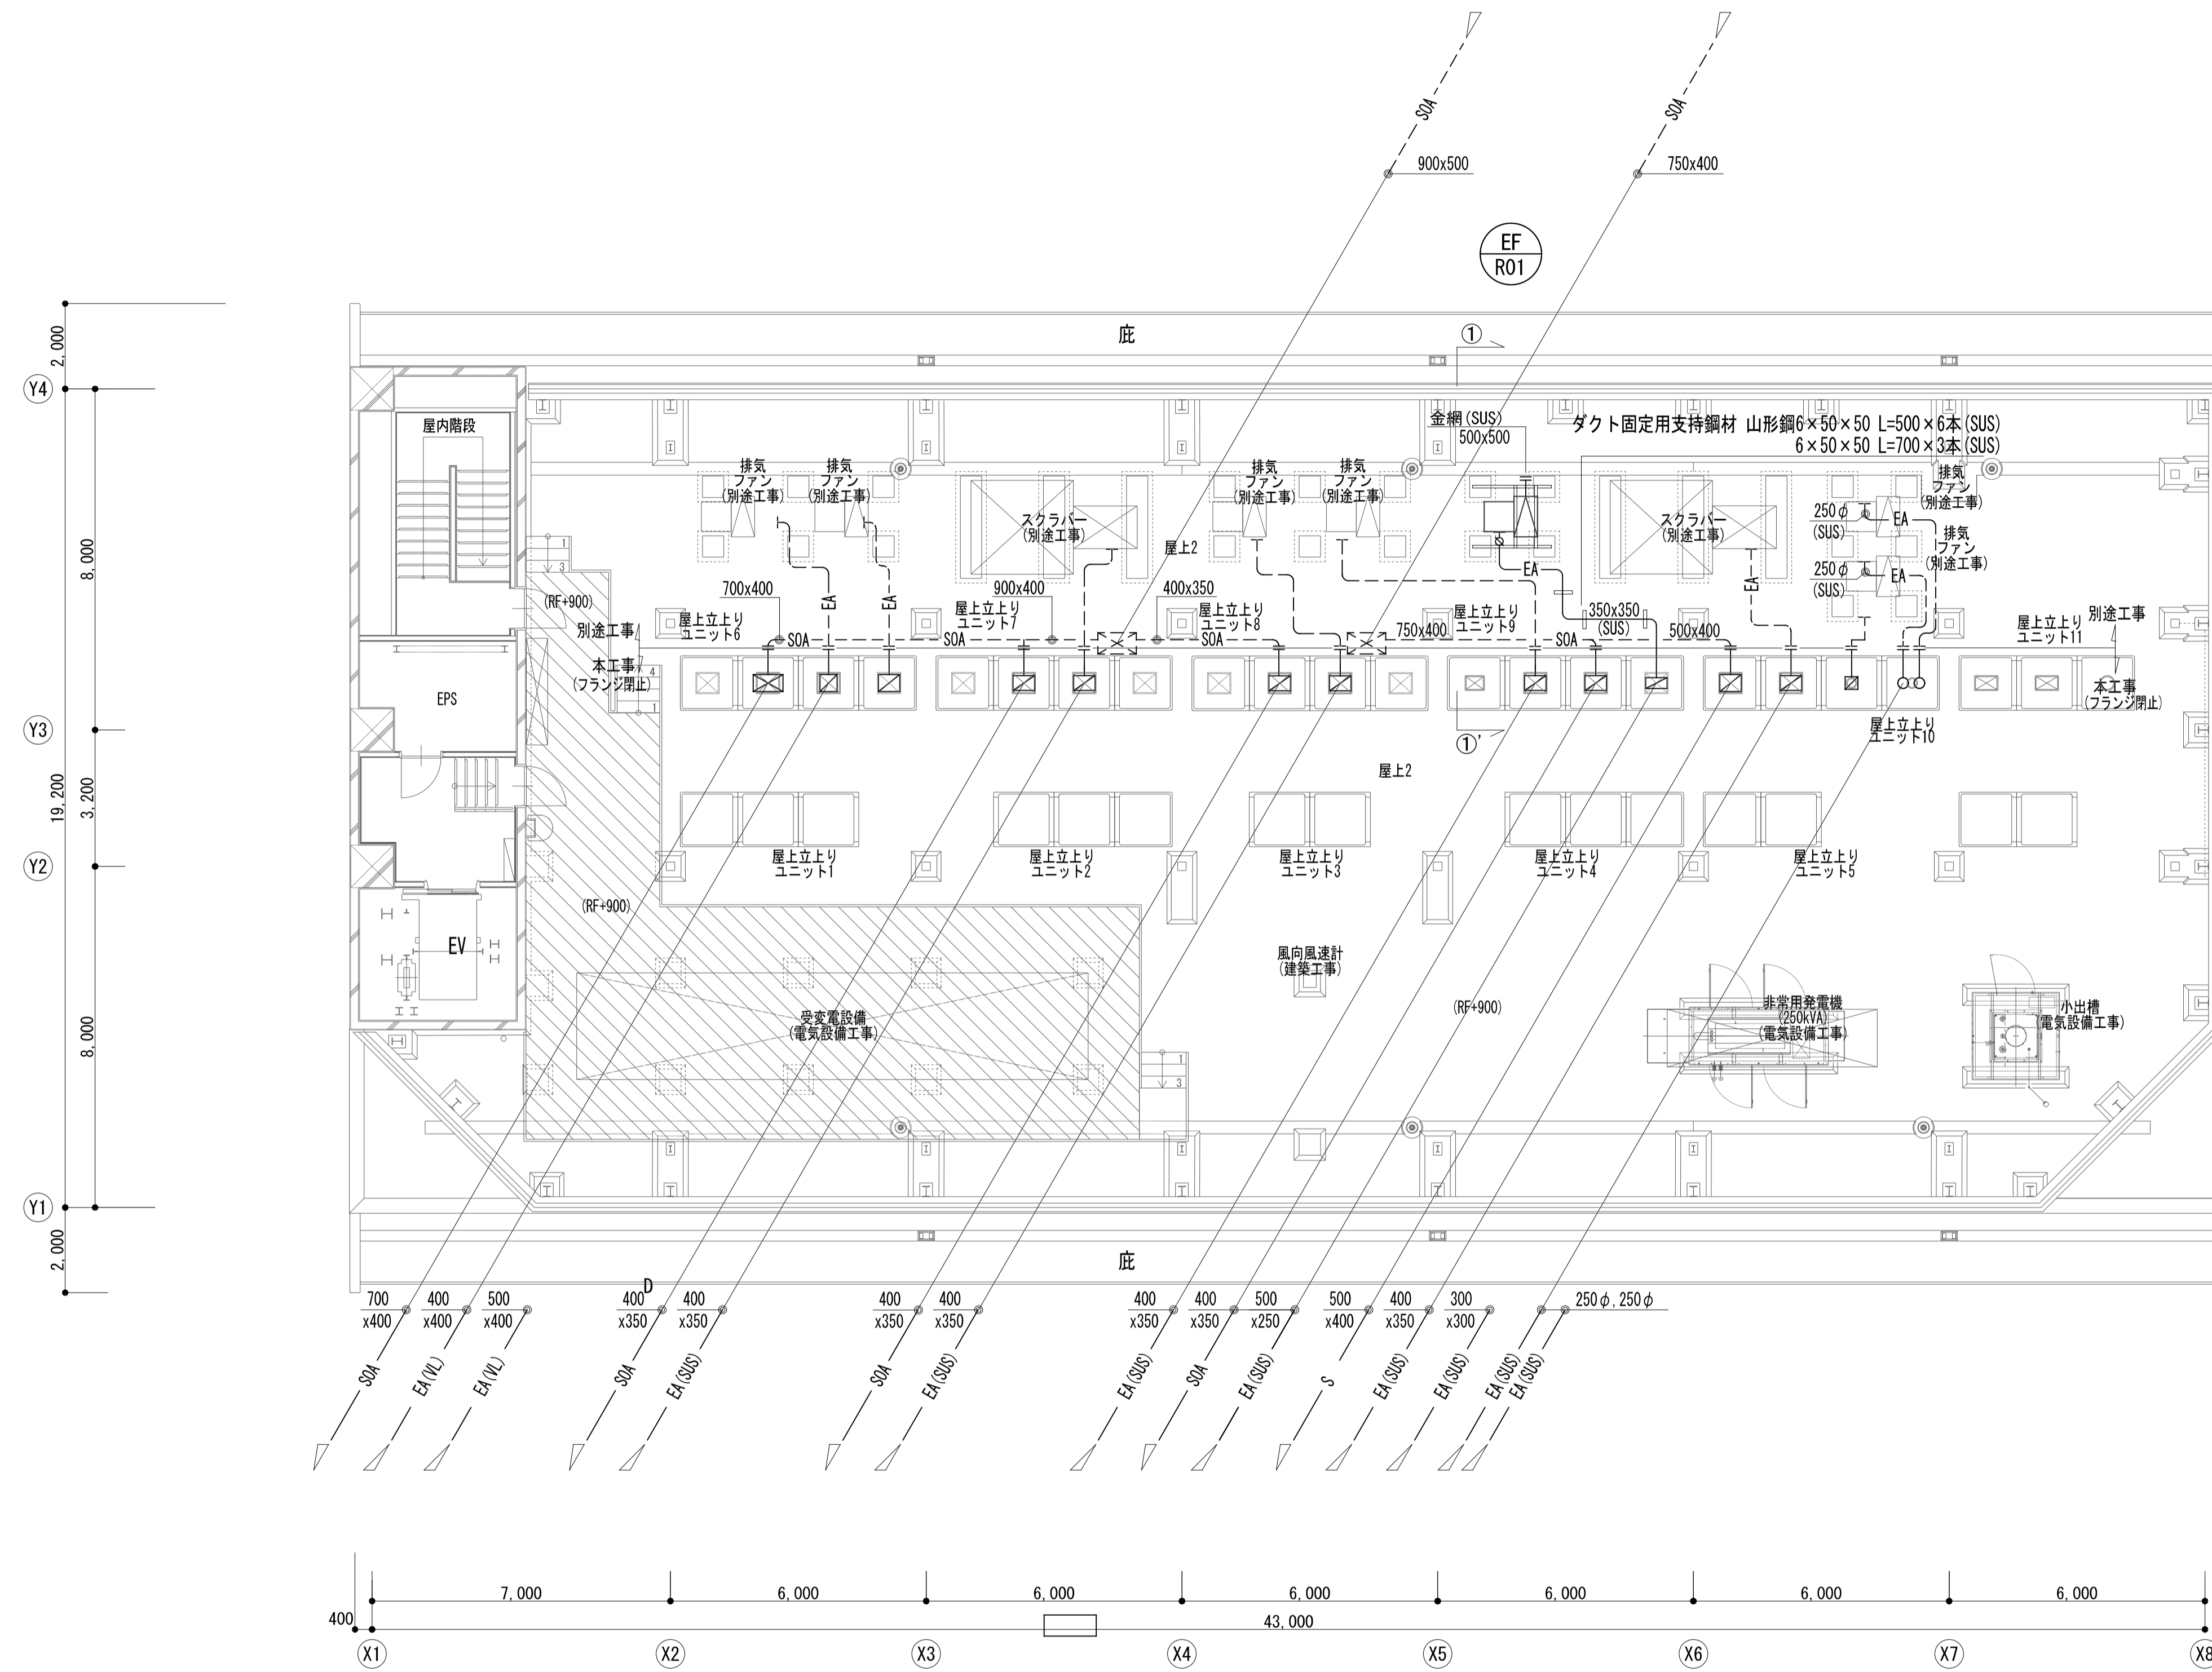 SOA
SOA
900x500
750x400
EF
R01
2,000
庇
①
Y4
屋内階段
金網(SUS)
500x500
ダクト固定用支持鋼材 山形鋼6×50×50 L=500×6本(SUS)
6×50×50 L=700×3本(SUS)
排気
ファン
(別途工事)
排気
ファン
(別途工事)
排気
ファン
(別途工事)
排気
ファン
(別途工事)
排気
ファン
(別途工事)
スクラバー
(別途工事)
スクラバー
(別途工事)
250φ
(SUS)
EA
排気
ファン
(別途工事)
屋上2
8,000
1
3
EA
EA
250φ
(SUS)
EA
(RF+900)
700x400
EA
EA
900x400
400x350
屋上立上り
ユニット6
屋上立上り
ユニット7
屋上立上り
ユニット8
屋上立上り
ユニット9
350x350
(SUS)
屋上立上り
ユニット11
別途工事
別途工事
SOA
SOA
SOA
750x400
SOA
500x400
本工事
(フランジ閉止)
4
1
EPS
本工事
(フランジ閉止)
Y3
①'
屋上立上り
ユニット10
屋上2
19,200
3,200
屋上立上り
ユニット1
屋上立上り
ユニット2
屋上立上り
ユニット3
屋上立上り
ユニット4
屋上立上り
ユニット5
Y2
(RF+900)
EV
風向風速計
(建築工事)
(RF+900)
受変電設備
(電気設備工事)
非常用発電機
(250kVA)
(電気設備工事)
小出槽
(電気設備工事)
8,000
1
3
Y1
2,000
庇
D
700
x400
400
x400
500
x400
400
x350
400
x350
400
x350
400
x350
400
x350
400
x350
500
x250
500
x400
400
x350
300
x300
250φ,250φ
SOA
EA(VL)
EA(VL)
SOA
EA(SUS)
SOA
EA(SUS)
EA(SUS)
SOA
EA(SUS)
S
EA(SUS)
EA(SUS)
EA(SUS)
EA(SUS)
7,000
6,000
6,000
6,000
6,000
6,000
6,000
400
43,000
X1
X2
X3
X4
X5
X6
X7
X8